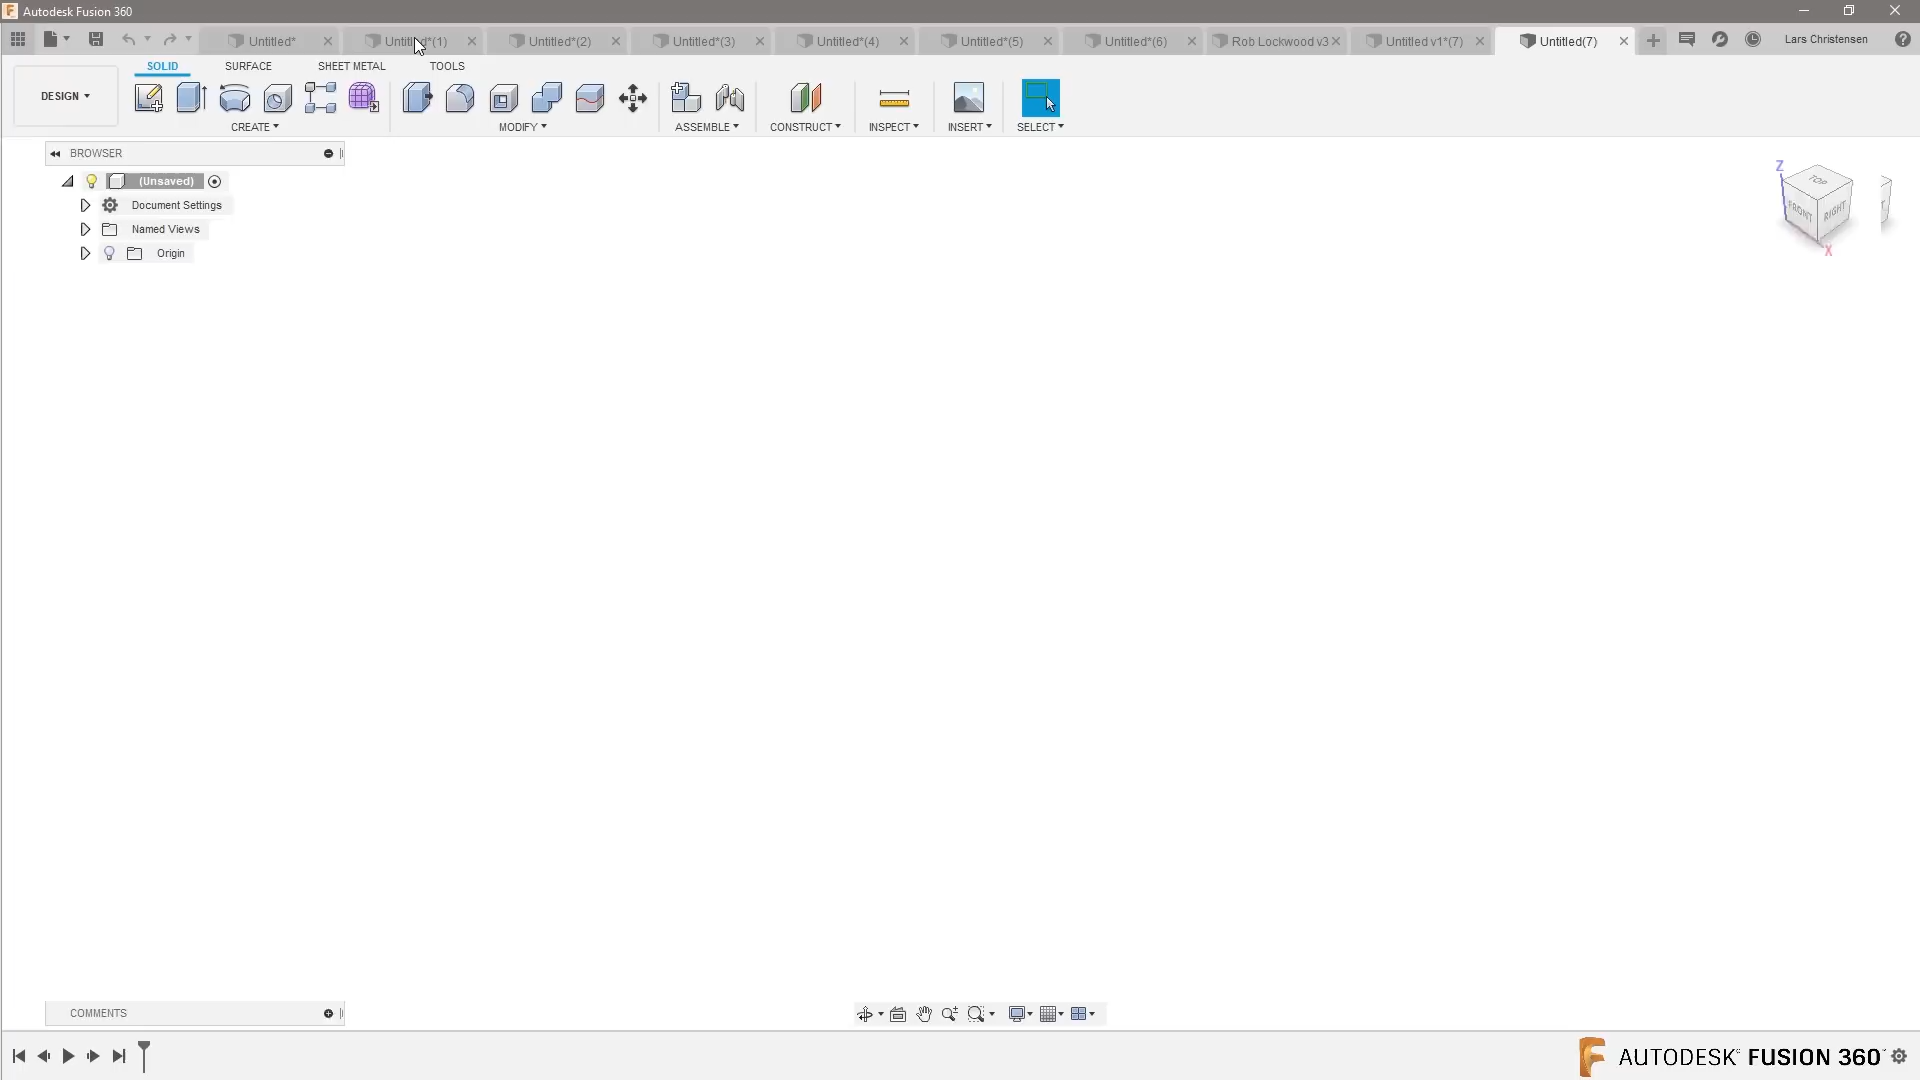 Autodesk Fusion 360
Untitled* Untitled*(1) Untitled*(2) Untitled*(3) Untitled*(4) Untitled*(5) Untitled*(6) Rob Lockwood v3 Untitled v1*(7) Untitled(7) Lars Christensen
SOLID SURFACE SHEET METAL TOOLS
DESIGN
CREATE MODIFY ASSEMBLE CONSTRUCT INSPECT INSERT SELECT
BROWSER
(Unsaved)
Document Settings
Named Views
Origin
Z
TOP
FRONT RIGHT
X
COMMENTS
AUTODESK FUSION 360